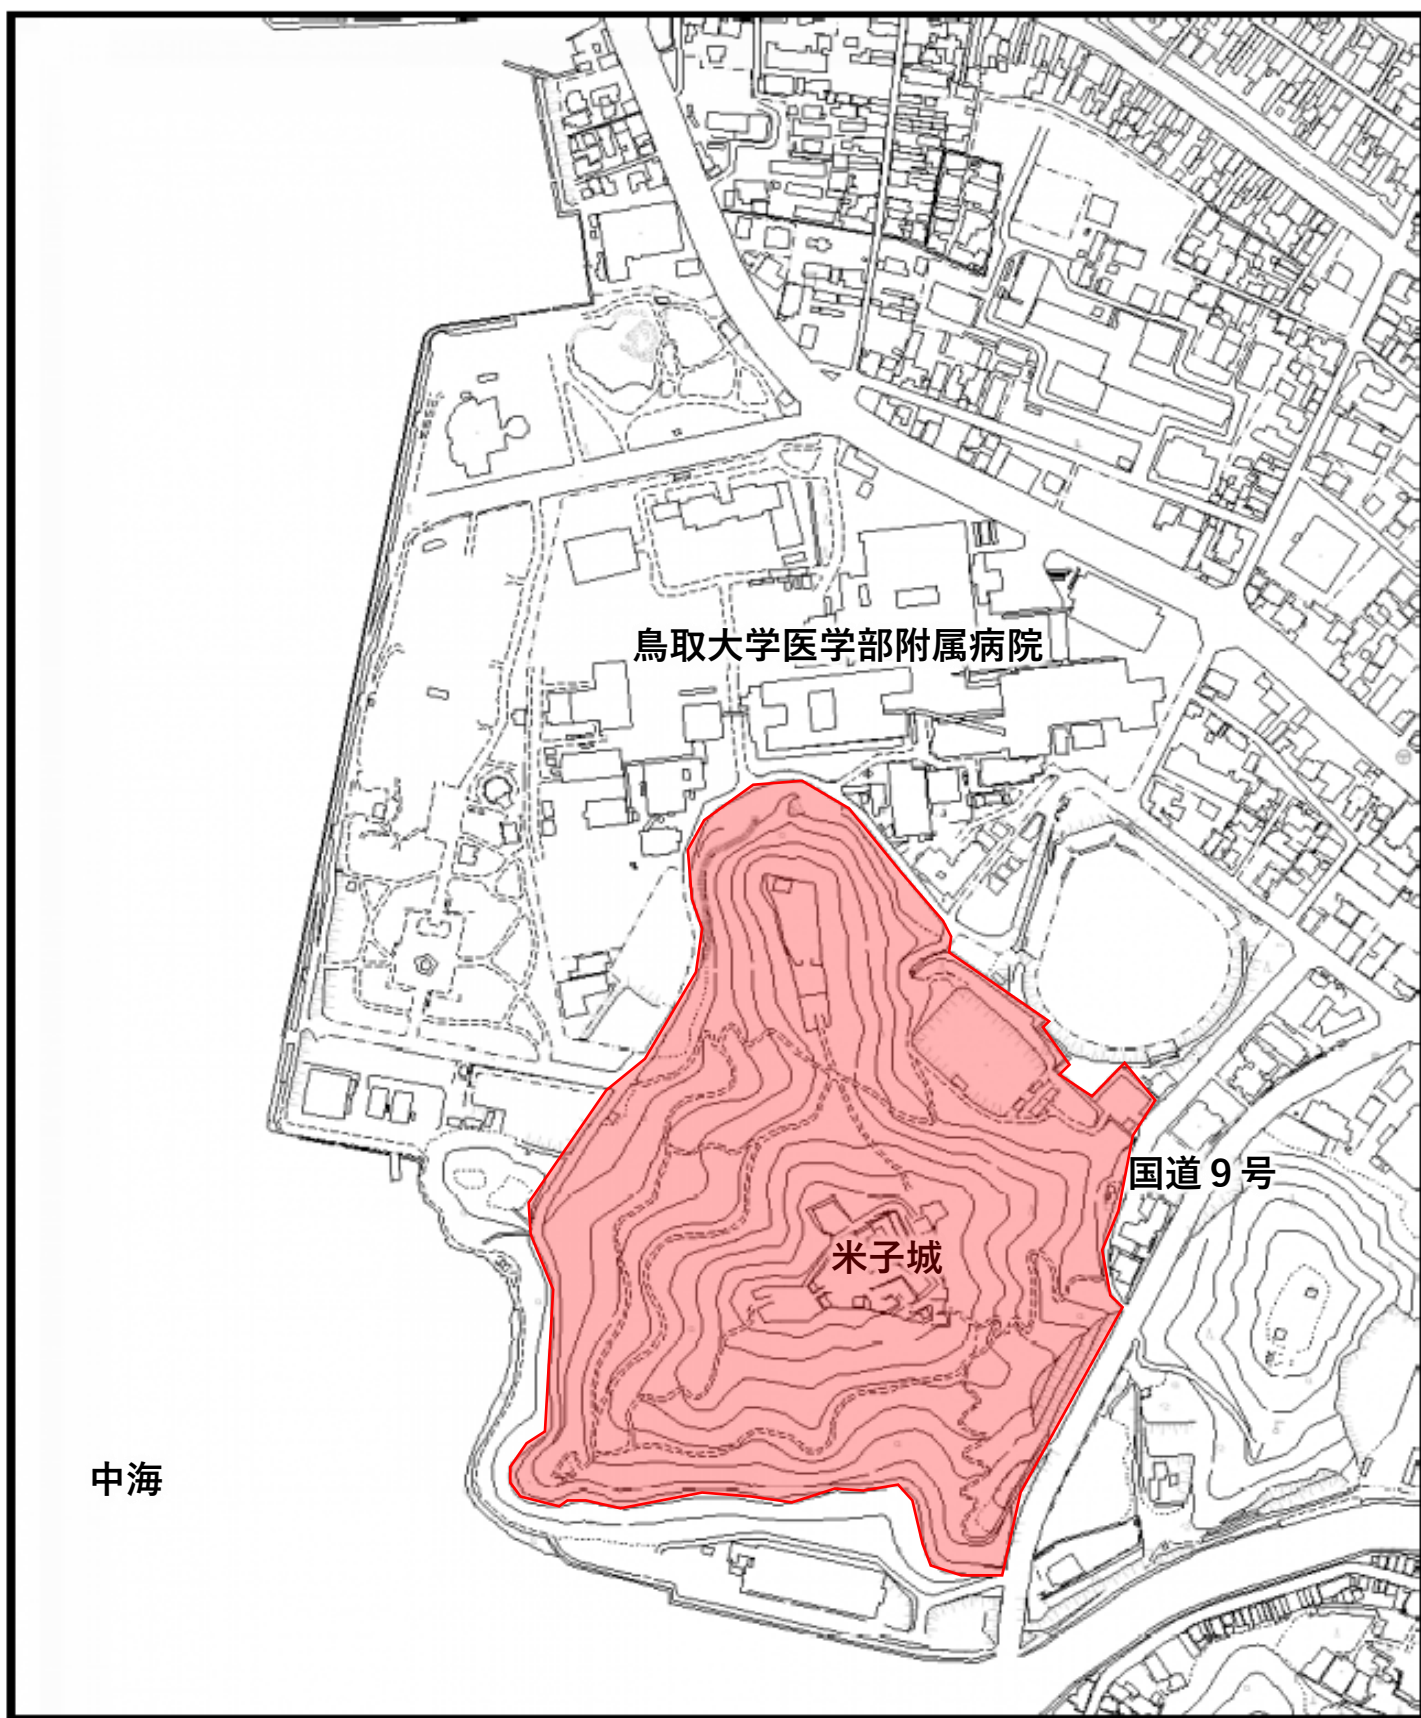 鳥取大学医学部附属病院
国道９号
米子城
中海